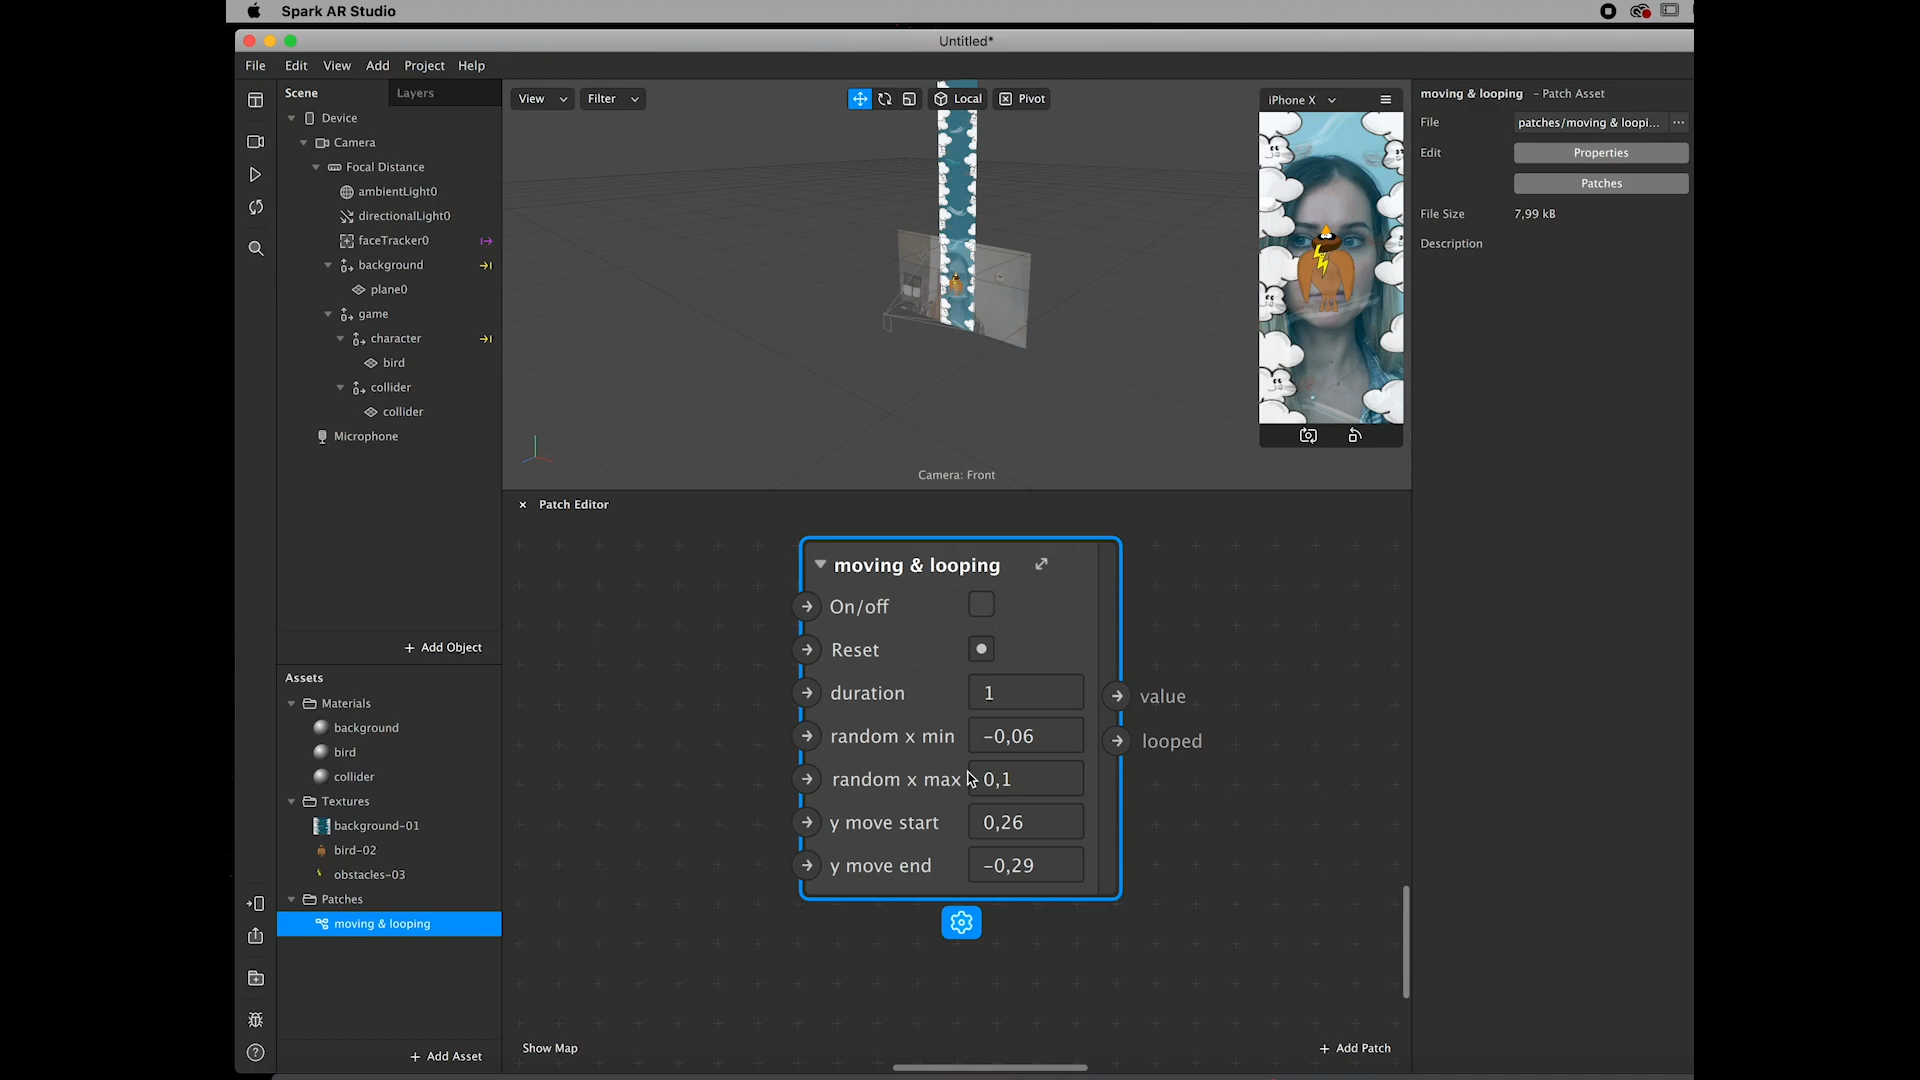 Spark AR Studio
Untitled*
File Edit View Add Project Help
Scene Layers
Device
Camera
Focal Distance
ambientLight0
directionalLight0
faceTracker0
background
plane0
game
character
bird
collider
collider
Microphone
+ Add Object
Assets
Materials
background
bird
collider
Textures
background-01
bird-02
obstacles-03
Patches
moving & looping
+ Add Asset
View Filter Local Pivot
iPhone X
Camera: Front
× Patch Editor
moving & looping
On/off
Reset
duration 1
random x min -0,06
random x max 0,1
y move start 0,26
y move end -0,29
value
looped
Show Map
+ Add Patch
moving & looping - Patch Asset
File patches/moving & loopi... ...
Edit Properties
Patches
File Size 7,99 kB
Description